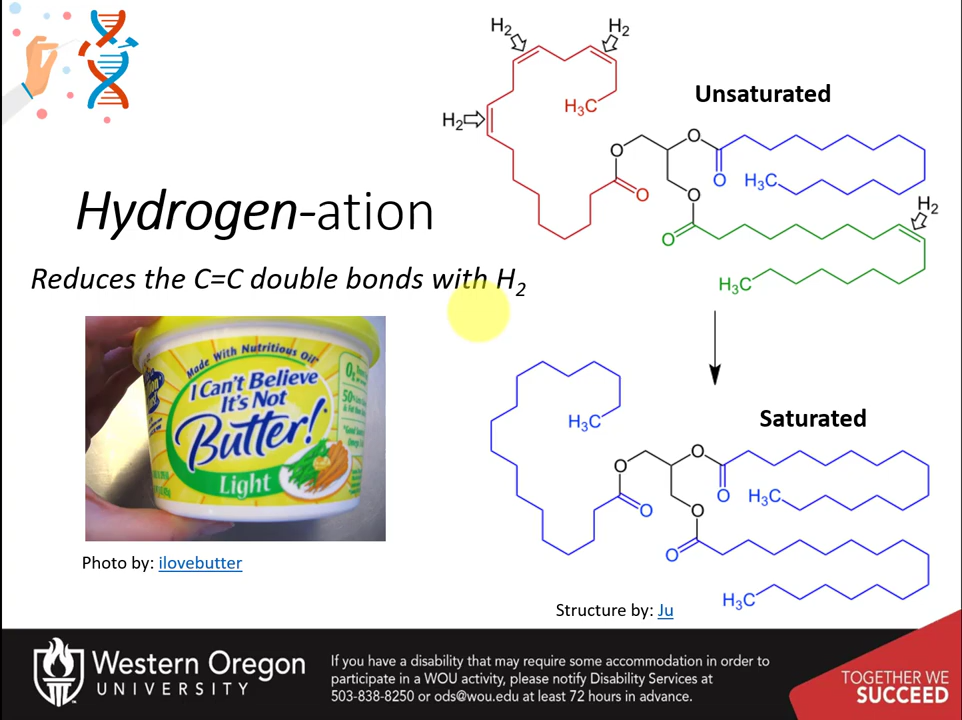 H2
H2
H2
H3C
Unsaturated
O
O
O
O
H3C
O
O
H2
H3C
Hydrogen-ation
Reduces the C=C double bonds with H2
Made With Nutritious Oil
I Can't Believe
It's Not
Butter!
Light
0g
50%
H3C
Saturated
O
O
O
O
H3C
O
O
H3C
Photo by: ilovebutter
Structure by: Ju
Western Oregon
UNIVERSITY
If you have a disability that may require some accommodation in order to
participate in a WOU activity, please notify Disability Services at
503-838-8250 or ods@wou.edu at least 72 hours in advance.
TOGETHER WE
SUCCEED